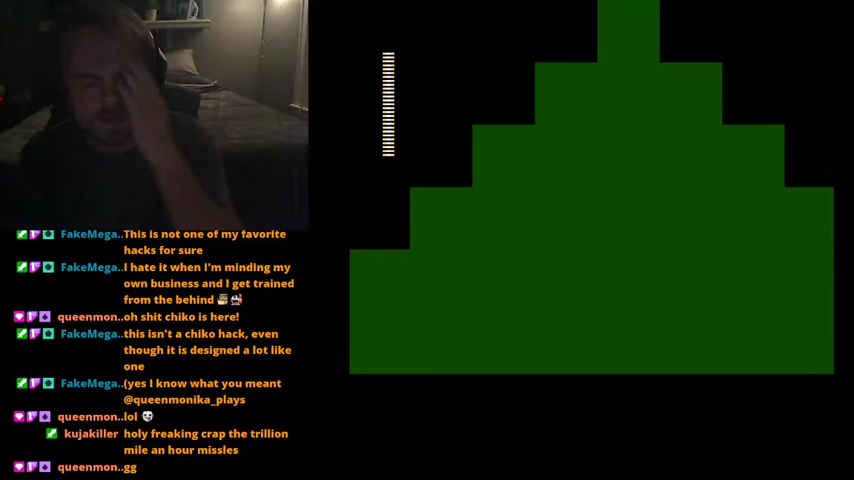 FakeMega..This is not one of my favorite
hacks for sure
FakeMega..I hate it when I'm minding my
own business and I get trained
from the behind
queenmon..oh shit chiko is here!
FakeMega..this isn't a chiko hack, even
though it is designed a lot like
one
FakeMega..(yes I know what you meant
@queenmonika_plays
queenmon..lol
kujakiller holy freaking crap the trillion
mile an hour missles
queenmon..gg